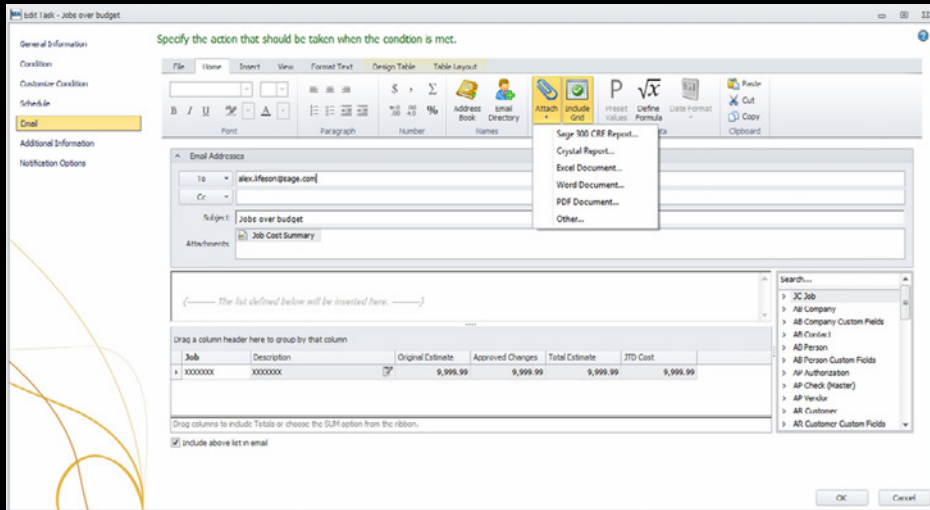 Edit Task - Jobs over budget
General Information
Condition
Customize Condition
Schedule
Email
Additional Information
Notification Options
Specify the action that should be taken when the condition is met.
File Home Insert View Format Text Design Table Table Layout
B I U A
$ , Σ
%
Address Book
Email Directory
Attach
Include Grid
Preset Values
Define Formula
Date Format
Paste
Cut
Copy
Font Paragraph Number Names Clipboard
Sage 300 CRE Report...
Crystal Report...
Excel Document...
Word Document...
PDF Document...
Other...
Email Addresses
To alex.lifeson@sage.com
Cc
Subject: Jobs over budget
Attachments: Job Cost Summary
{------- The list defined below will be inserted here. -------}
Drag a column header here to group by that column
Job Description Original Estimate Approved Changes Total Estimate JTD Cost
XXXXXXX XXXXXXX 9,999.99 9,999.99 9,999.99 9,999.99
Drag columns to include Totals or choose the SUM option from the ribbon.
Include above list in email
Search....
JC Job
AB Company
AB Company Custom Fields
AB Contact
AB Person
AB Person Custom Fields
AP Authorization
AP Check (Master)
AP Vendor
AR Customer
AR Customer Custom Fields
OK Cancel